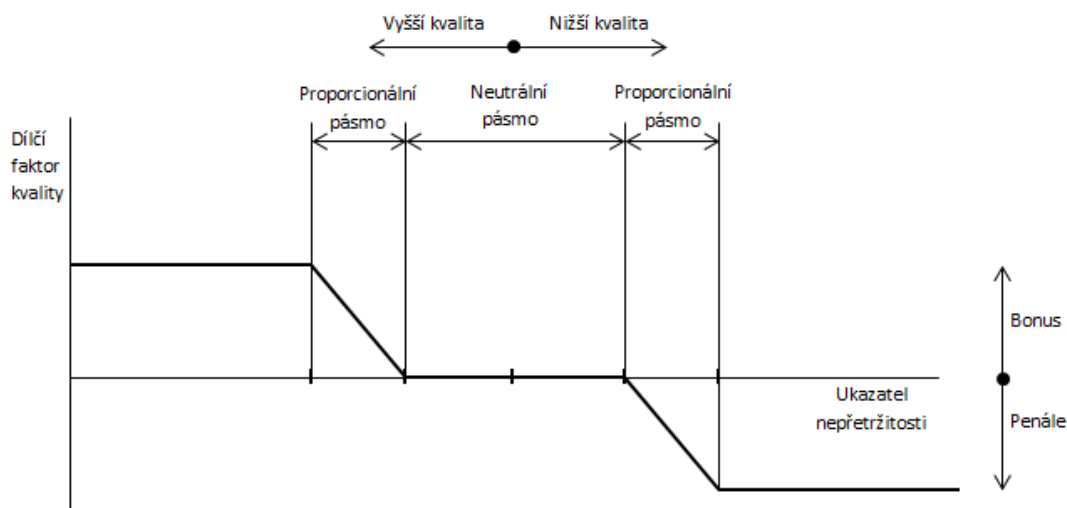 Vyšší kvalita
Nižší kvalita
Proporcionální
pásmo
Neutrální
pásmo
Proporcionální
pásmo
Dílčí
faktor
kvality
Bonus
Ukazatel
nepřetržitosti
Penále